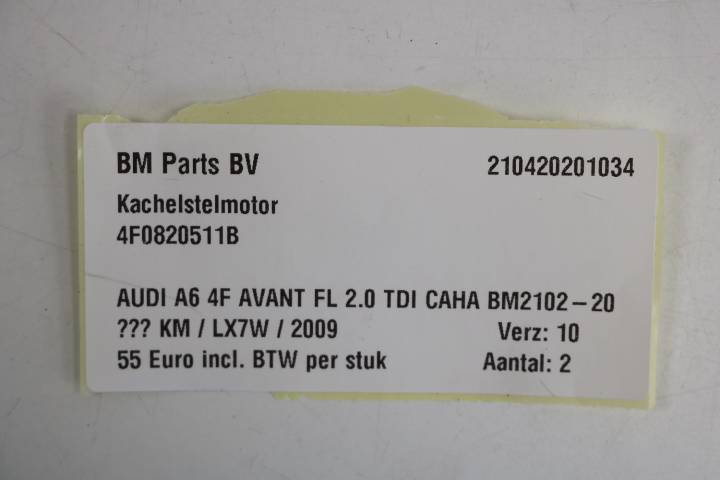 BM Parts BV 210420201034
Kachelstelmotor
4F0820511B
AUDI A6 4F AVANT FL 2.0 TDI CAHA BM2102-20
??? KM / LX7W / 2009 Verz: 10
55 Euro incl. BTW per stuk Aantal: 2